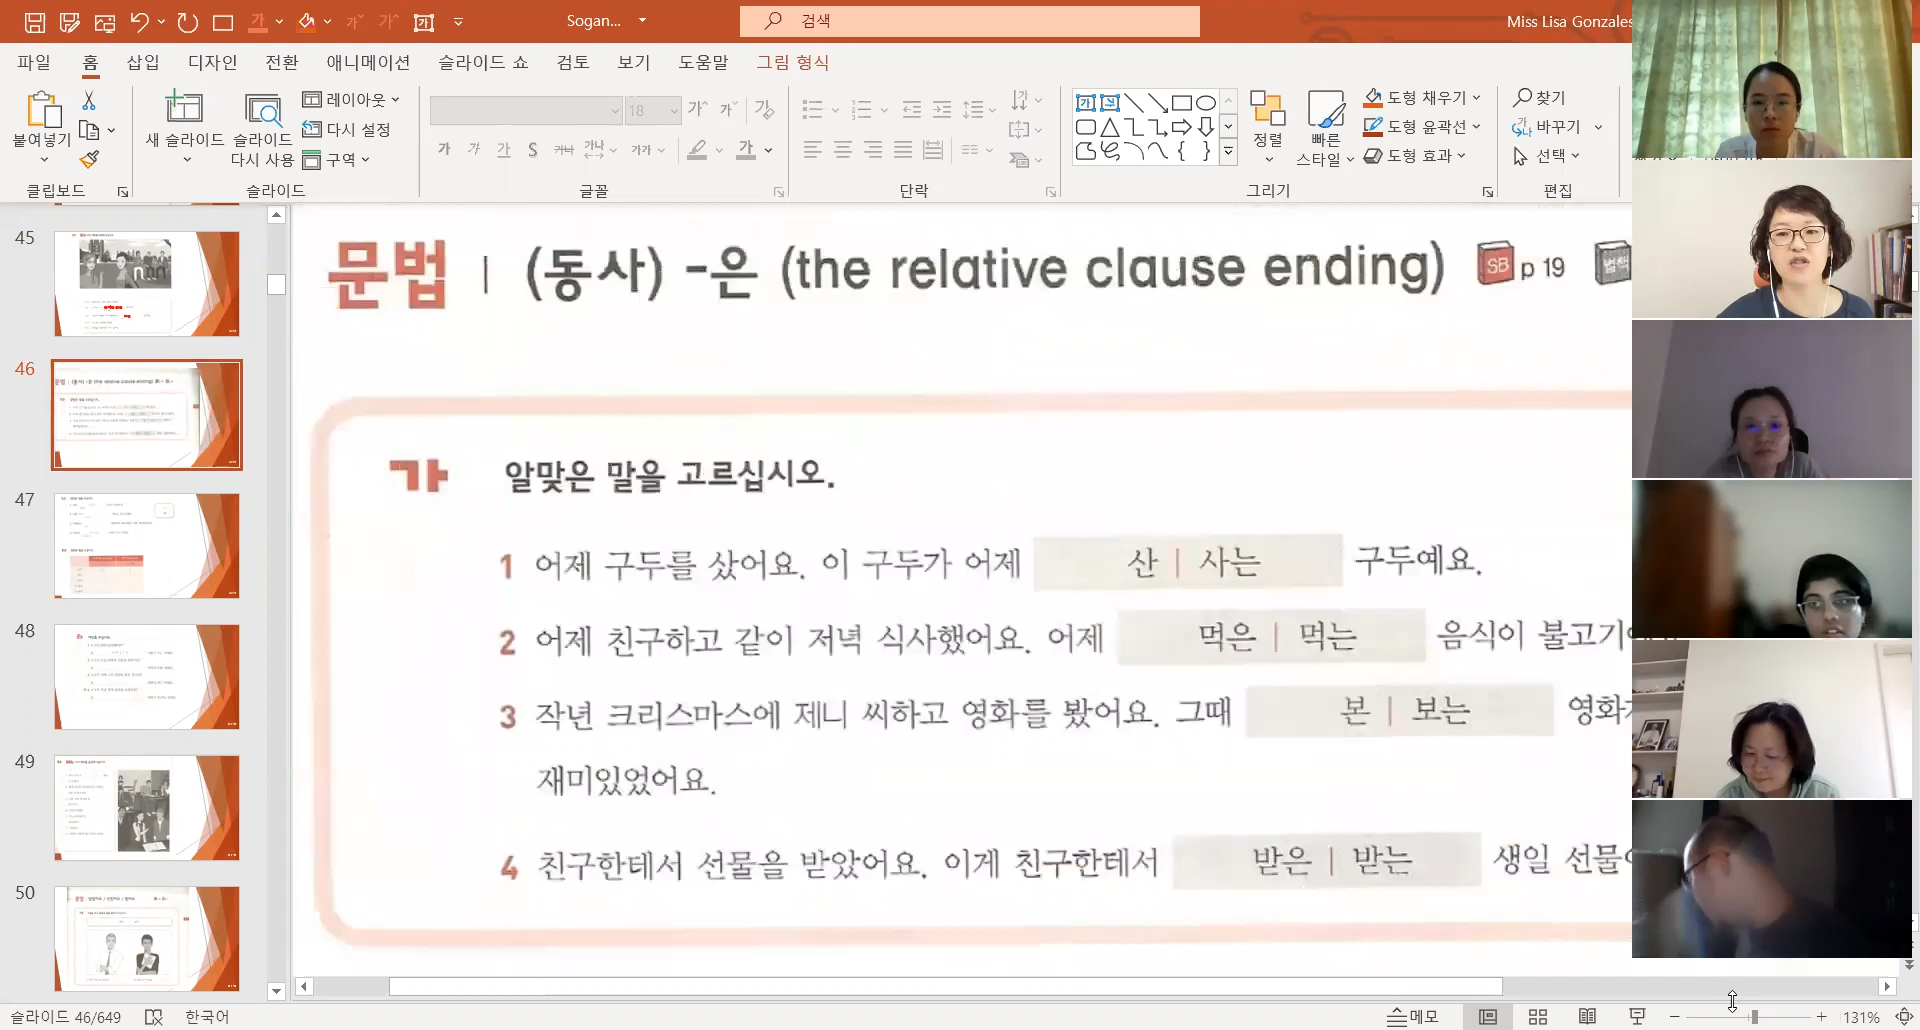 Sogan...
검색
Miss Lisa Gonzales
파일 홈 삽입 디자인 전환 애니메이션 슬라이드 쇼 검토 보기 도움말 그림 형식
붙여넣기
클립보드
새 슬라이드
슬라이드 다시 사용
레이아웃
다시 설정
구역
슬라이드
18
글꼴
단락
정렬
빠른 스타일
도형 채우기
도형 윤곽선
도형 효과
그리기
찾기
바꾸기
선택
편집
45
46
47
48
49
50
문법 | (동사) -은 (the relative clause ending) SB p 19 별책
가 알맞은 말을 고르십시오.
1 어제 구두를 샀어요. 이 구두가 어제 산 | 사는 구두예요.
2 어제 친구하고 같이 저녁 식사했어요. 어제 먹은 | 먹는 음식이 불고기
3 작년 크리스마스에 제니 씨하고 영화를 봤어요. 그때 본 | 보는 영화가
재미있었어요.
4 친구한테서 선물을 받았어요. 이게 친구한테서 받은 | 받는 생일 선물
슬라이드 46/649 한국어 메모 131%